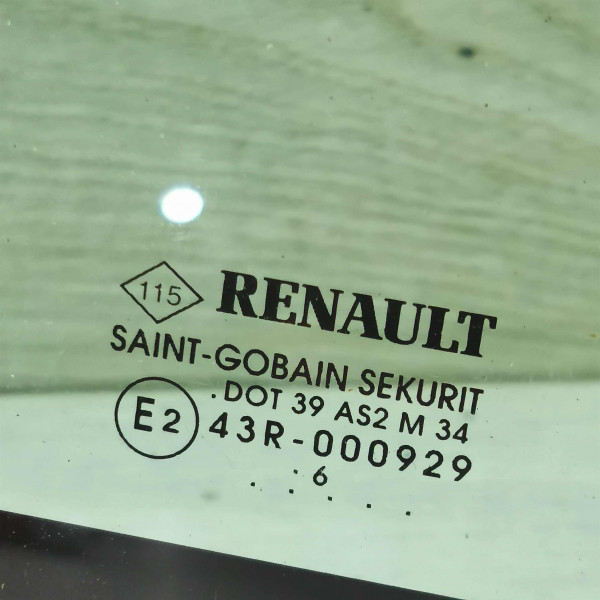 115 RENAULT
SAINT-GOBAIN SEKURIT
.DOT 39 AS2 M 34
E2 43R-000929
6